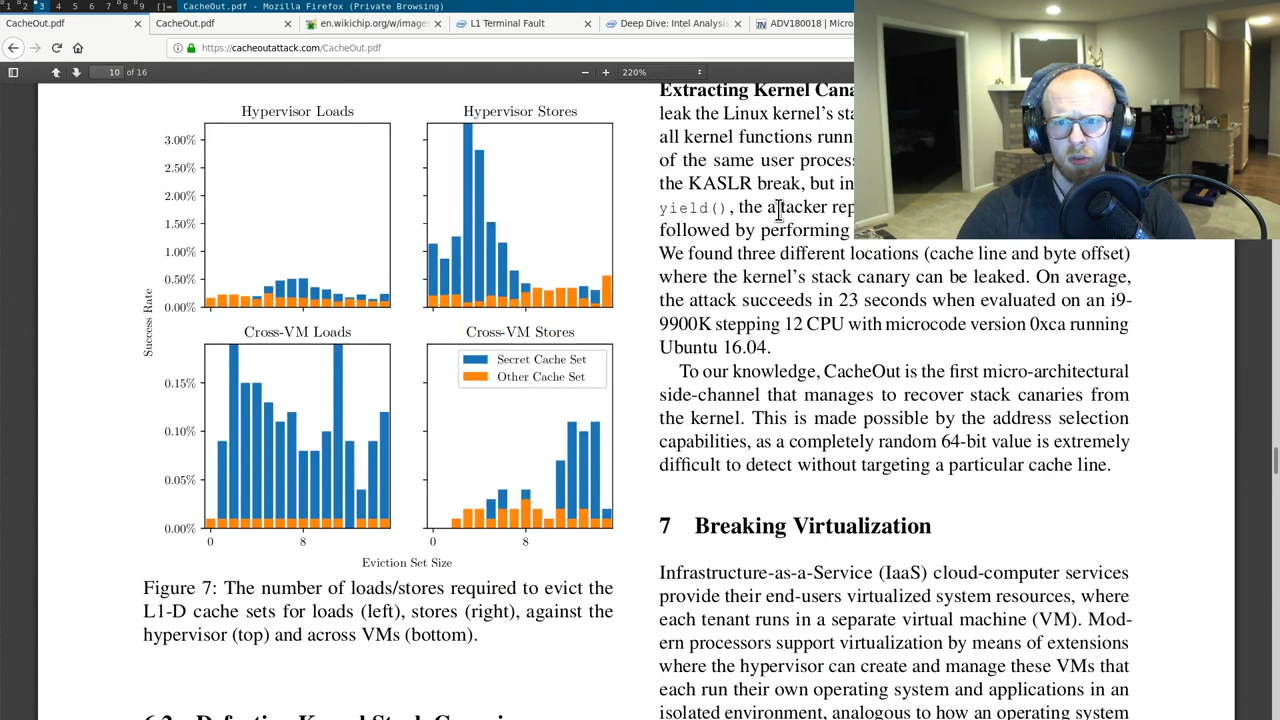 1 2 3 4 5 6 7 8 9 []= CacheOut.pdf - Mozilla Firefox (Private Browsing)
CacheOut.pdf × CacheOut.pdf × en.wikichip.org/w/image × L1 Terminal Fault × Deep Dive: Intel Analysis × ADV180018 | Micro
https://cacheoutattack.com/CacheOut.pdf
10 of 16 220%
Hypervisor Loads
Hypervisor Stores
3.00%
2.50%
2.00%
1.50%
1.00%
0.50%
0.00%
Success Rate
Cross-VM Loads
Cross-VM Stores
Secret Cache Set
Other Cache Set
0.15%
0.10%
0.05%
0.00%
0 8 0 8
Eviction Set Size
Figure 7: The number of loads/stores required to evict the
L1-D cache sets for loads (left), stores (right), against the
hypervisor (top) and across VMs (bottom).
Extracting Kernel Cana
leak the Linux kernel's sta
all kernel functions runn
of the same user process
the KASLR break, but in
yield(), the attacker rep
followed by performing
We found three different locations (cache line and byte offset)
where the kernel's stack canary can be leaked. On average,
the attack succeeds in 23 seconds when evaluated on an i9-
9900K stepping 12 CPU with microcode version 0xca running
Ubuntu 16.04.
To our knowledge, CacheOut is the first micro-architectural
side-channel that manages to recover stack canaries from
the kernel. This is made possible by the address selection
capabilities, as a completely random 64-bit value is extremely
difficult to detect without targeting a particular cache line.
7 Breaking Virtualization
Infrastructure-as-a-Service (IaaS) cloud-computer services
provide their end-users virtualized system resources, where
each tenant runs in a separate virtual machine (VM). Mod-
ern processors support virtualization by means of extensions
where the hypervisor can create and manage these VMs that
each run their own operating system and applications in an
isolated environment, analogous to how an operating system